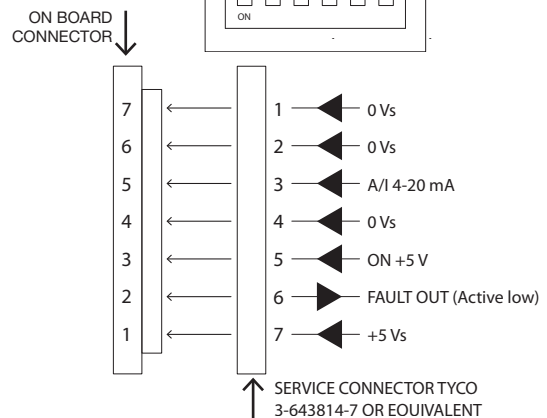 ON
ON BOARD
CONNECTOR
7 1 0 Vs
6 2 0 Vs
5 3 A/I 4-20 mA
4 4 0 Vs
3 5 ON +5 V
2 6 FAULT OUT (Active low)
1 7 +5 Vs
SERVICE CONNECTOR TYCO
3-643814-7 OR EQUIVALENT